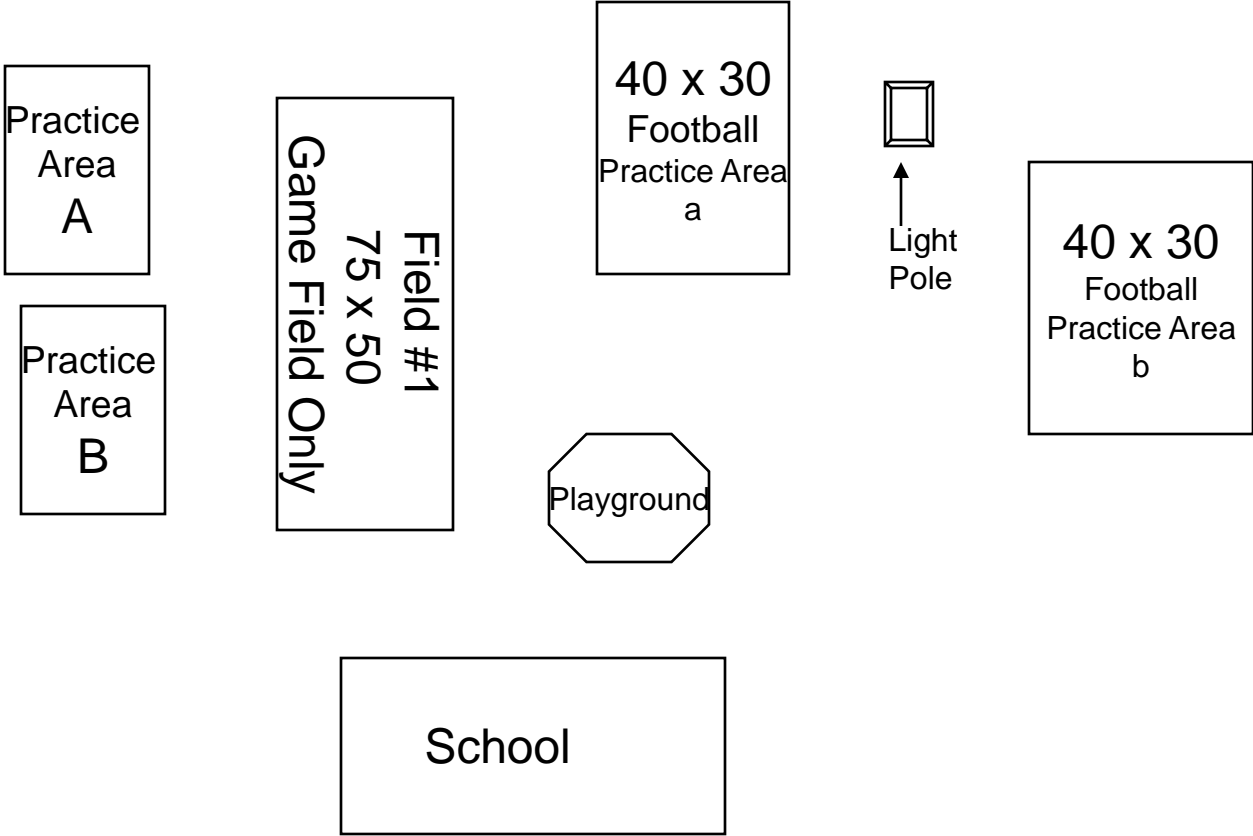 Practice
Area
A
Practice
Area
B
Field #1
75 x 50
Game Field Only
40 x 30
Football
Practice Area
a
Light
Pole
40 x 30
Football
Practice Area
b
Playground
School